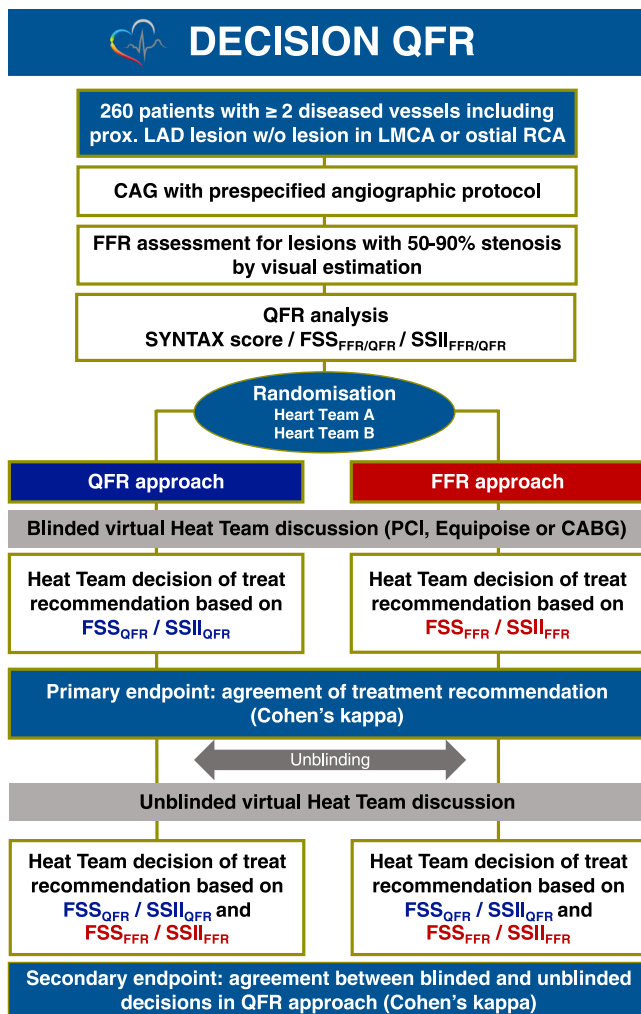 DECISION QFR
260 patients with ≥ 2 diseased vessels including
prox. LAD lesion w/o lesion in LMCA or ostial RCA
CAG with prespecified angiographic protocol
FFR assessment for lesions with 50-90% stenosis
by visual estimation
QFR analysis
SYNTAX score / FSSFFR/QFR / SSIIFFR/QFR
Randomisation
Heart Team A
Heart Team B
QFR approach
FFR approach
Blinded virtual Heat Team discussion (PCI, Equipoise or CABG)
Heat Team decision of treat
recommendation based on
FSSQFR / SSIIQFR
Heat Team decision of treat
recommendation based on
FSSFFR / SSIIFFR
Primary endpoint: agreement of treatment recommendation
(Cohen's kappa)
Unblinding
Unblinded virtual Heat Team discussion
Heat Team decision of treat
recommendation based on
FSSQFR / SSIIQFR and
FSSFFR / SSIIFFR
Heat Team decision of treat
recommendation based on
FSSQFR / SSIIQFR and
FSSFFR / SSIIFFR
Secondary endpoint: agreement between blinded and unblinded
decisions in QFR approach (Cohen's kappa)